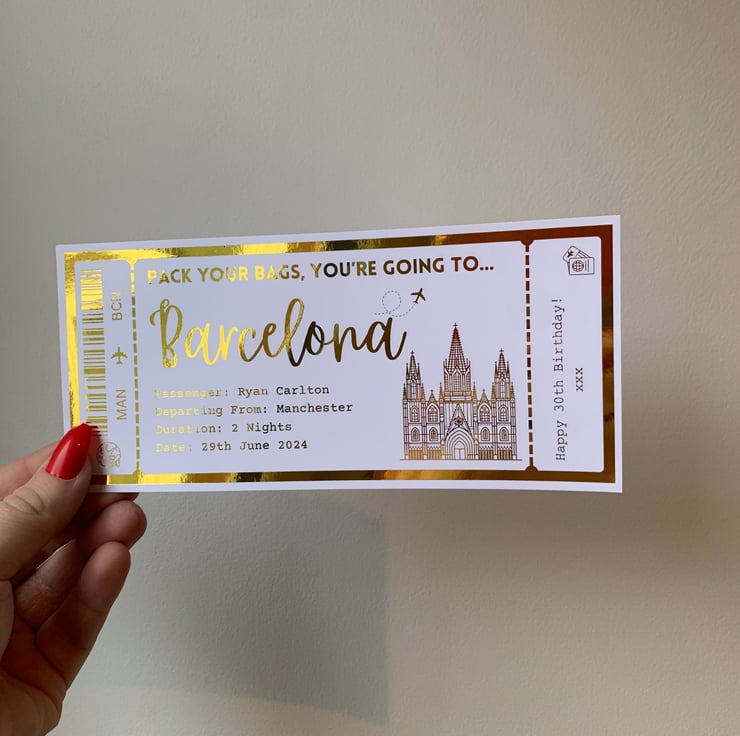 PACK YOUR BAGS, YOU'RE GOING TO...
Barcelona
Passenger: Ryan Carlton
Departing From: Manchester
Duration: 2 Nights
Date: 29th June 2024
MAN BCN
Happy 30th Birthday!
xxx